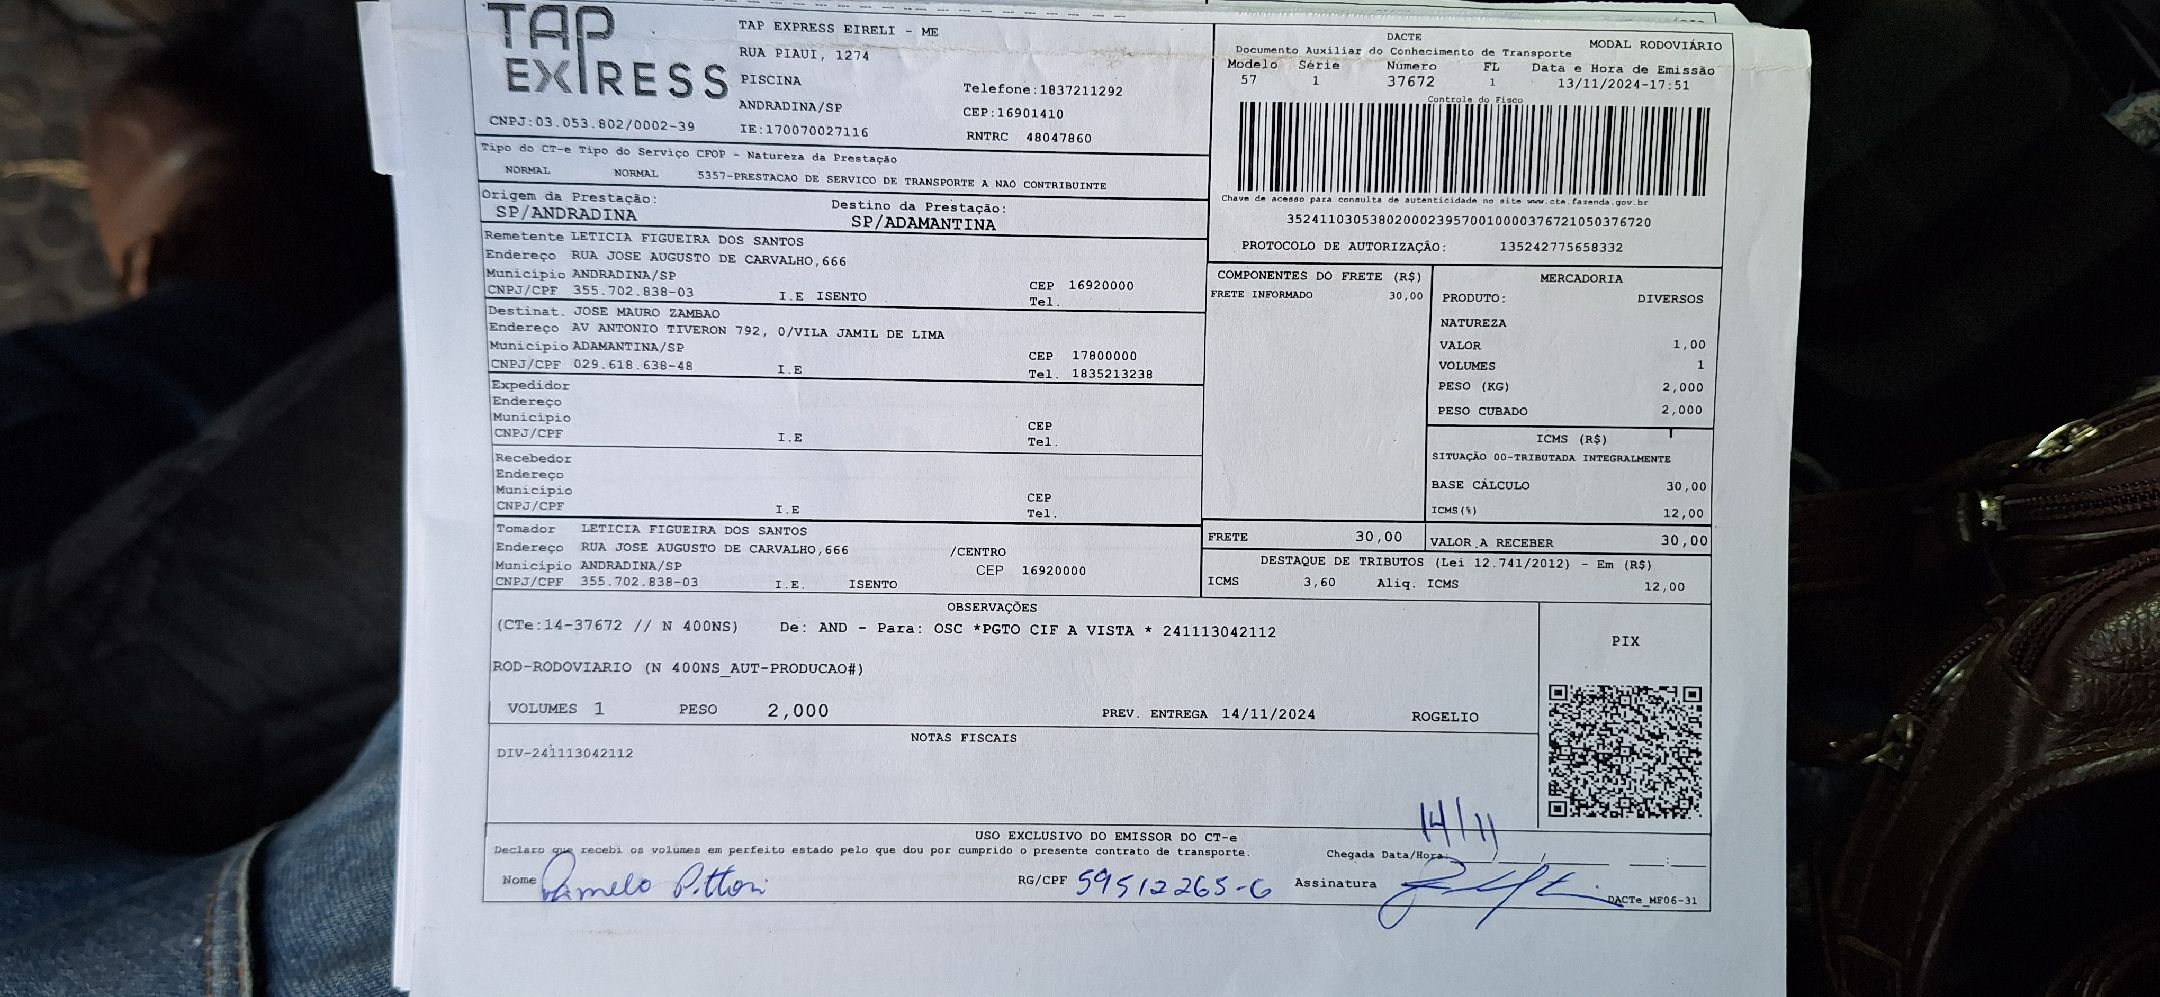 TAP
EXPRESS
CNPJ:03.053.802/0002-39
TAP EXPRESS EIRELI - ME
RUA PIAUI, 1274
PISCINA
ANDRADINA/SP
IE:170070027116
Telefone:1837211292
CEP:16901410
RNTRC 48047860
DACTE
MODAL RODOVIÁRIO
Documento Auxiliar do Conhecimento de Transporte
Modelo Série Número FL Data e Hora de Emissão
57 1 37672 1 13/11/2024-17:51
Controle do Fisco
Chave de acesso para consulta de autenticidade no site www.cte.fazenda.gov.br
35241103053802000239570010000376721050376720
PROTOCOLO DE AUTORIZAÇÃO: 135242775658332
Tipo do CT-e Tipo do Serviço CFOP - Natureza da Prestação
NORMAL NORMAL 5357-PRESTACAO DE SERVICO DE TRANSPORTE A NAO CONTRIBUINTE
Origem da Prestação: Destino da Prestação:
SP/ANDRADINA SP/ADAMANTINA
Remetente LETICIA FIGUEIRA DOS SANTOS
Endereço RUA JOSE AUGUSTO DE CARVALHO,666
Município ANDRADINA/SP CEP 16920000
CNPJ/CPF 355.702.838-03 I.E ISENTO Tel.
Destinat. JOSE MAURO ZAMBAO
Endereço AV ANTONIO TIVERON 792, 0/VILA JAMIL DE LIMA
Município ADAMANTINA/SP CEP 17800000
CNPJ/CPF 029.618.638-48 I.E Tel. 1835213238
Expedidor
Endereço
Município CEP
CNPJ/CPF I.E Tel.
Recebedor
Endereço
Município CEP
CNPJ/CPF I.E Tel.
Tomador LETICIA FIGUEIRA DOS SANTOS
Endereço RUA JOSE AUGUSTO DE CARVALHO,666 /CENTRO
Município ANDRADINA/SP CEP 16920000
CNPJ/CPF 355.702.838-03 I.E. ISENTO
COMPONENTES DO FRETE (R$)
FRETE INFORMADO 30,00
MERCADORIA
PRODUTO: DIVERSOS
NATUREZA
VALOR 1,00
VOLUMES 1
PESO (KG) 2,000
PESO CUBADO 2,000
ICMS (R$)
SITUAÇÃO 00-TRIBUTADA INTEGRALMENTE
BASE CÁLCULO 30,00
ICMS(%) 12,00
FRETE 30,00 VALOR A RECEBER 30,00
DESTAQUE DE TRIBUTOS (Lei 12.741/2012) - Em (R$)
ICMS 3,60 Aliq. ICMS 12,00
OBSERVAÇÕES
(CTe:14-37672 // N 400NS) De: AND - Para: OSC *PGTO CIF A VISTA * 241113042112
ROD-RODOVIARIO (N 400NS_AUT-PRODUCAO#)
VOLUMES 1 PESO 2,000 PREV. ENTREGA 14/11/2024 ROGELIO
PIX
NOTAS FISCAIS
DIV-241113042112
USO EXCLUSIVO DO EMISSOR DO CT-e
14/11
Declaro que recebi os volumes em perfeito estado pelo que dou por cumprido o presente contrato de transporte. Chegada Data/Hora:
Nome RG/CPF 59512265-6 Assinatura
DACTe_MF06-31